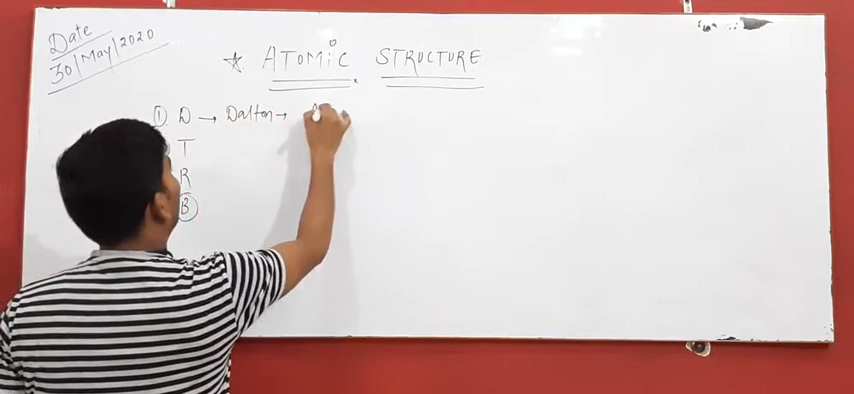 Date
30/May/2020
★. ATOMiC STRUCTURE
1. D → Dalton →
T
R
B